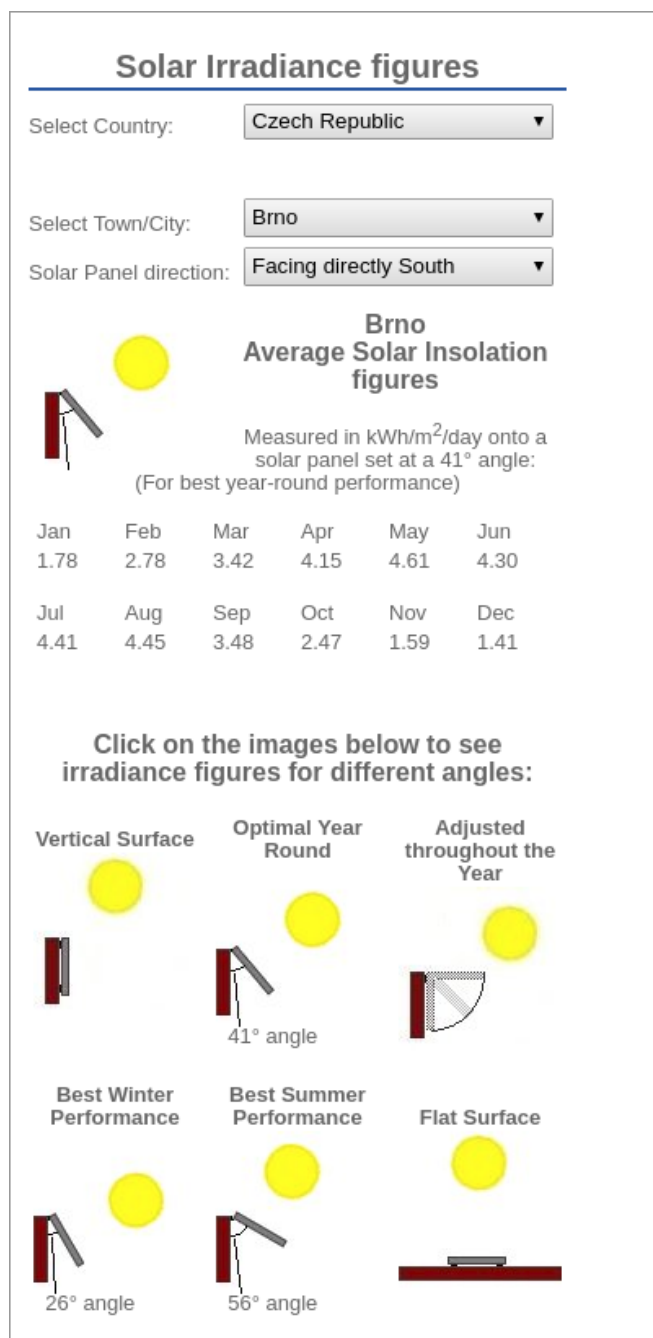 Solar Irradiance figures
Select Country:
Czech Republic
Select Town/City:
Brno
Solar Panel direction:
Facing directly South
Brno
Average Solar Insolation
figures
Measured in kWh/m²/day onto a
solar panel set at a 41° angle:
(For best year-round performance)
Jan Feb Mar Apr May Jun
1.78 2.78 3.42 4.15 4.61 4.30
Jul Aug Sep Oct Nov Dec
4.41 4.45 3.48 2.47 1.59 1.41
Click on the images below to see
irradiance figures for different angles:
Vertical Surface
Optimal Year
Round
41° angle
Adjusted
throughout the
Year
Best Winter
Performance
26° angle
Best Summer
Performance
56° angle
Flat Surface